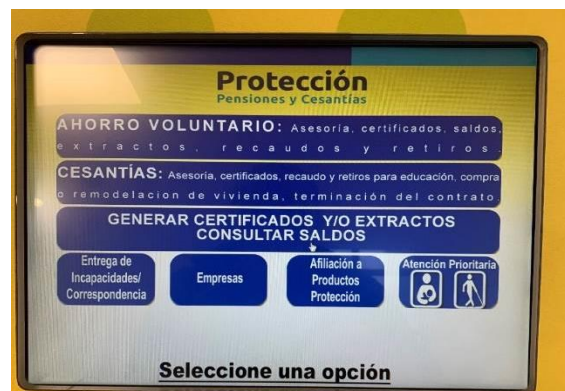 Protección
Pensiones y Cesantías
AHORRO VOLUNTARIO: Asesoría, certificados, saldos,
extractos, recaudos y retiros.
CESANTÍAS: Asesoría, certificados, recaudo y retiros para educación, compra
o remodelacion de vivienda, terminación del contrato.
GENERAR CERTIFICADOS Y/O EXTRACTOS
CONSULTAR SALDOS
Entrega de
Incapacidades/
Correspondencia
Empresas
Afiliación a
Productos
Protección
Atención Prioritaria
Seleccione una opción